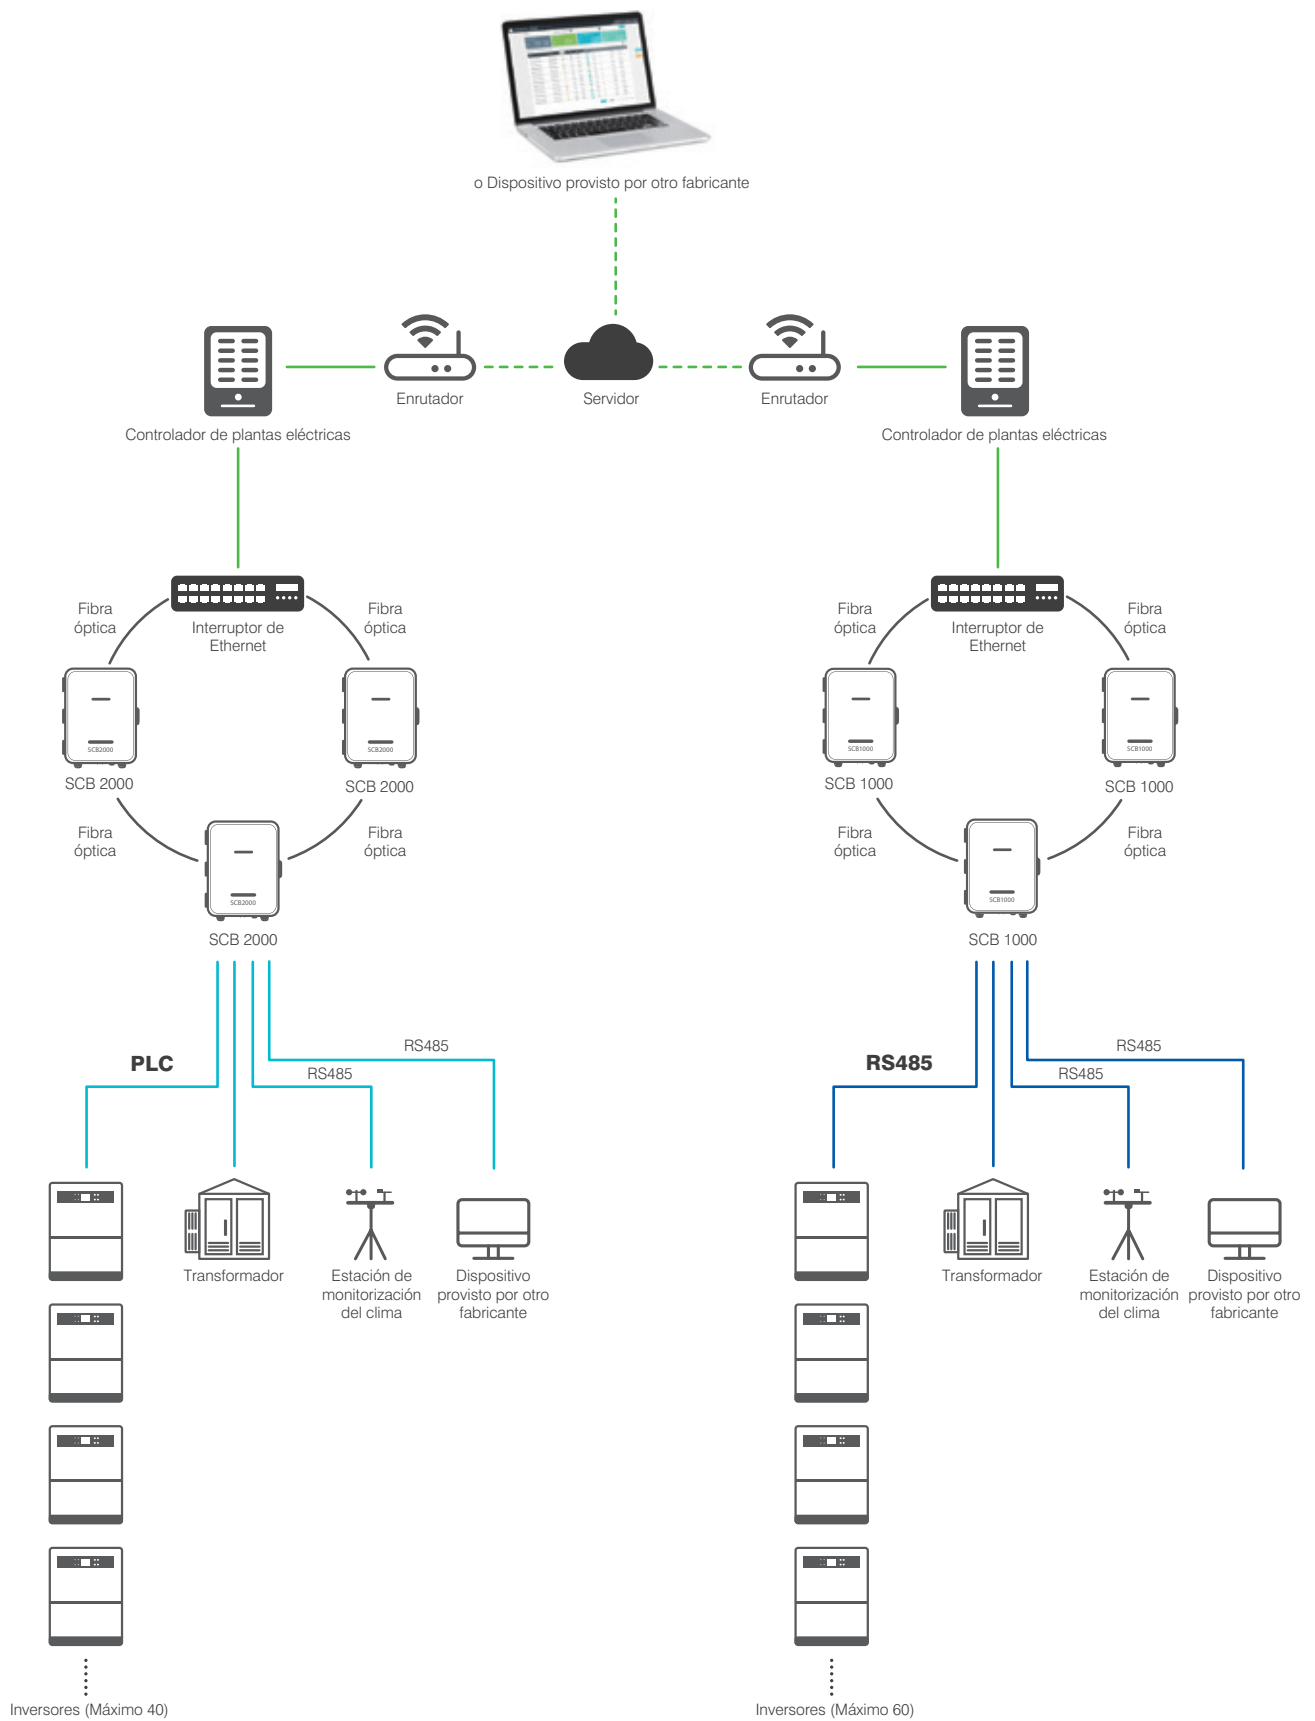 o Dispositivo provisto por otro fabricante
Enrutador
Servidor
Enrutador
Controlador de plantas eléctricas
Controlador de plantas eléctricas
Fibra
óptica
Fibra
óptica
Interruptor de
Ethernet
Fibra
óptica
Fibra
óptica
Interruptor de
Ethernet
SCB2000
SCB2000
SCB 2000
SCB 2000
SCB1000
SCB1000
SCB 1000
SCB 1000
Fibra
óptica
Fibra
óptica
SCB2000
SCB 2000
Fibra
óptica
Fibra
óptica
SCB1000
SCB 1000
PLC
RS485
RS485
RS485
RS485
RS485
Transformador
Estación de
monitorización
del clima
Dispositivo
provisto por otro
fabricante
Transformador
Estación de
monitorización
del clima
Dispositivo
provisto por otro
fabricante
Inversores (Máximo 40)
Inversores (Máximo 60)